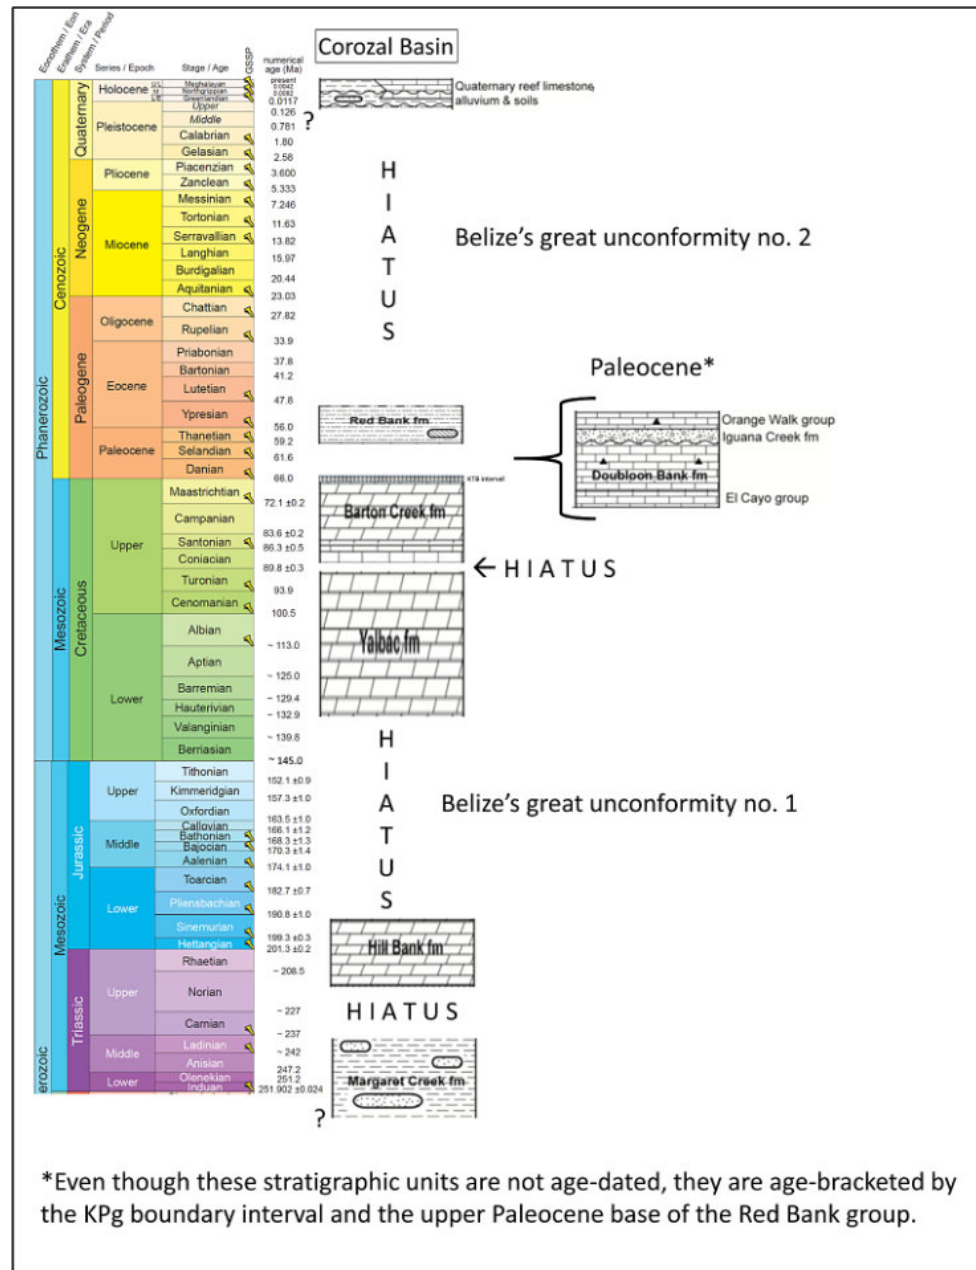 Eonothem / Eon
Erathem / Era
System / Period
Series / Epoch
Stage / Age
GSSP
numerical
age (Ma)
Corozal Basin
Phanerozoic
Cenozoic
Quaternary
Holocene
U/L
Meghalayan
M
Northgrippian
L/E
Greenlandian
Pleistocene
Upper
Middle
Calabrian
Gelasian
present
0.0042
0.0082
0.0117
0.126
0.781
1.80
2.58
Neogene
Pliocene
Piacenzian
Zanclean
3.600
5.333
Miocene
Messinian
Tortonian
Serravallian
Langhian
Burdigalian
Aquitanian
7.246
11.63
13.82
15.97
20.44
23.03
Paleogene
Oligocene
Chattian
Rupelian
27.82
33.9
Eocene
Priabonian
Bartonian
Lutetian
Ypresian
37.8
41.2
47.8
56.0
Paleocene
Thanetian
Selandian
Danian
59.2
61.6
66.0
Mesozoic
Cretaceous
Upper
Maastrichtian
Campanian
Santonian
Coniacian
Turonian
Cenomanian
72.1 ±0.2
83.6 ±0.2
86.3 ±0.5
89.8 ±0.3
93.9
100.5
Lower
Albian
Aptian
Barremian
Hauterivian
Valanginian
Berriasian
~ 113.0
~ 125.0
~ 129.4
~ 132.9
~ 139.8
~ 145.0
erozoic
Mesozoic
Jurassic
Upper
Tithonian
Kimmeridgian
Oxfordian
152.1 ±0.9
157.3 ±1.0
163.5 ±1.0
Middle
Callovian
Bathonian
Bajocian
Aalenian
166.1 ±1.2
168.3 ±1.3
170.3 ±1.4
174.1 ±1.0
Lower
Toarcian
Pliensbachian
Sinemurian
Hettangian
182.7 ±0.7
190.8 ±1.0
199.3 ±0.3
201.3 ±0.2
Triassic
Upper
Rhaetian
Norian
Carnian
~ 208.5
~ 227
~ 237
Middle
Ladinian
Anisian
~ 242
247.2
Lower
Olenekian
Induan
251.2
251.902 ±0.024
Quaternary reef limestone,
alluvium & soils
?
HIATUS
Belize's great unconformity no. 2
Red Bank fm
Paleocene*
Orange Walk group
Iguana Creek fm
Doubloon Bank fm
El Cayo group
KTB interval
Barton Creek fm
← HIATUS
Yalbac fm
HIATUS
Belize's great unconformity no. 1
Hill Bank fm
HIATUS
Margaret Creek fm
?
*Even though these stratigraphic units are not age-dated, they are age-bracketed by
the KPg boundary interval and the upper Paleocene base of the Red Bank group.